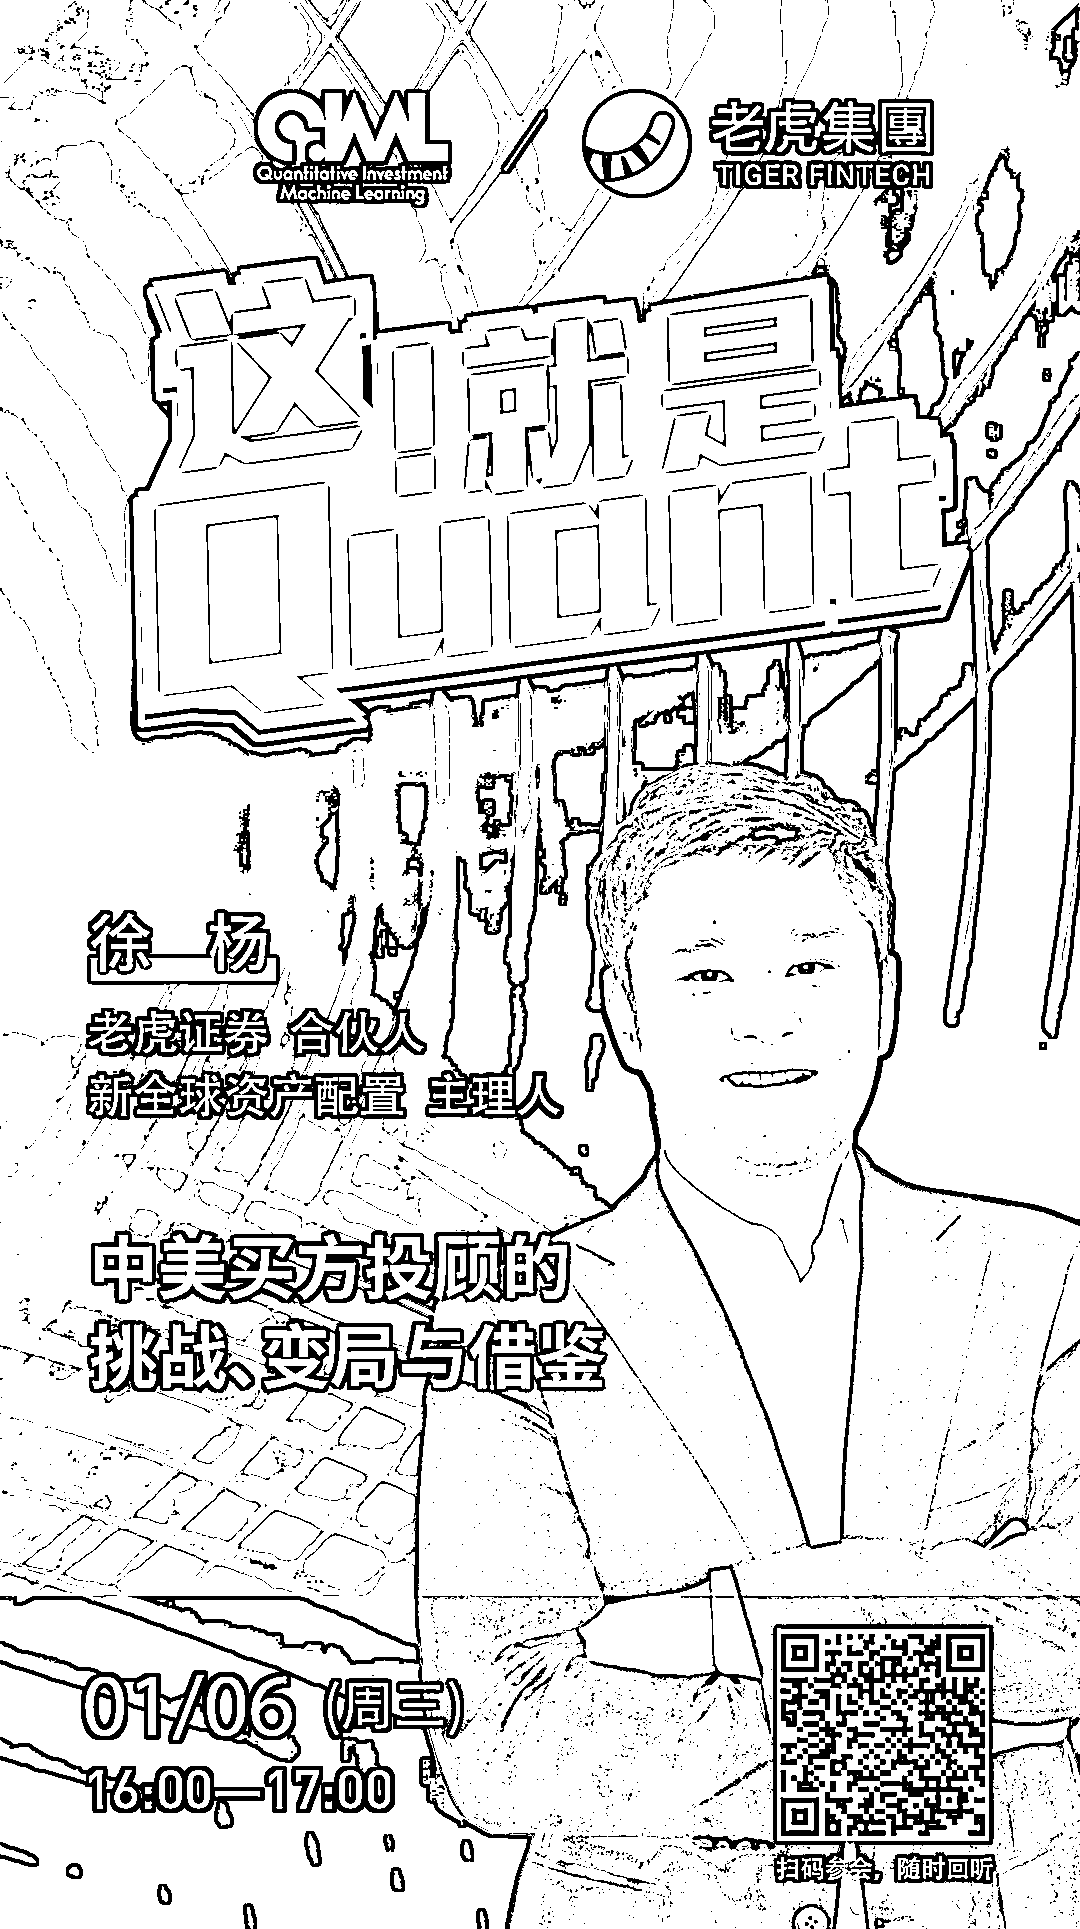 QIML
Quantitative Investment
Machine Learning
老虎集團
TIGER FINTECH
这!就是
Quant
徐 杨
老虎证券 合伙人
新全球资产配置 主理人
中美买方投顾的
挑战、变局与借鉴
01/06 (周三)
16:00—17:00
扫码参会，随时回听